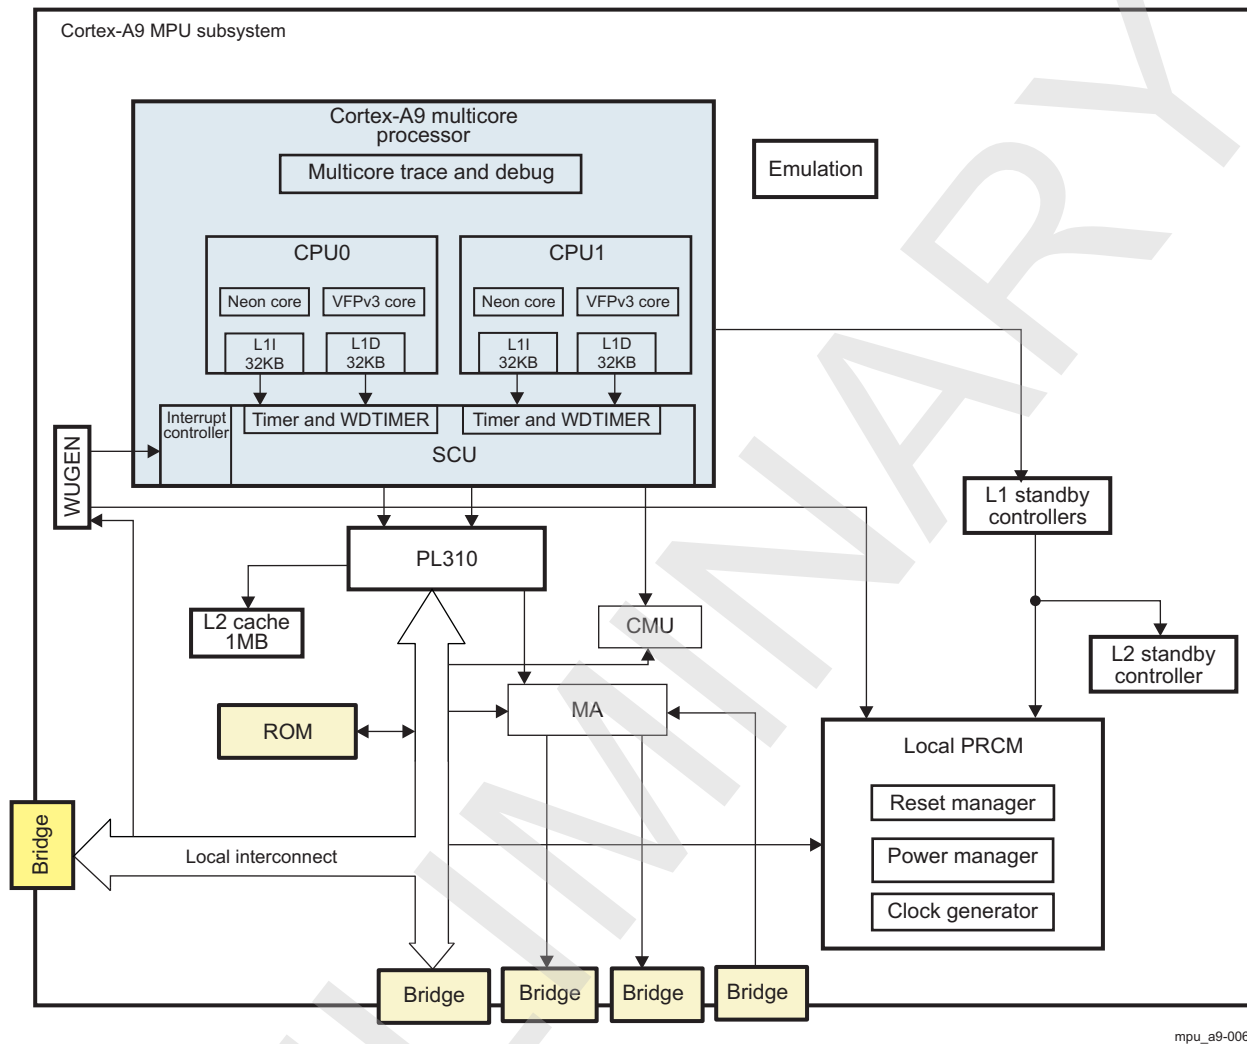 Cortex-A9 MPU subsystem
Cortex-A9 multicore
processor
Multicore trace and debug
Emulation
CPU0
CPU1
Neon core
VFPv3 core
Neon core
VFPv3 core
L1I
32KB
L1D
32KB
L1I
32KB
L1D
32KB
Interrupt
controller
Timer and WDTIMER
Timer and WDTIMER
SCU
WUGEN
L1 standby
controllers
PL310
L2 cache
1MB
CMU
L2 standby
controller
MA
ROM
Local PRCM
Reset manager
Power manager
Clock generator
Bridge
Local interconnect
Bridge
Bridge
Bridge
Bridge
mpu_a9-006
LIMINARY